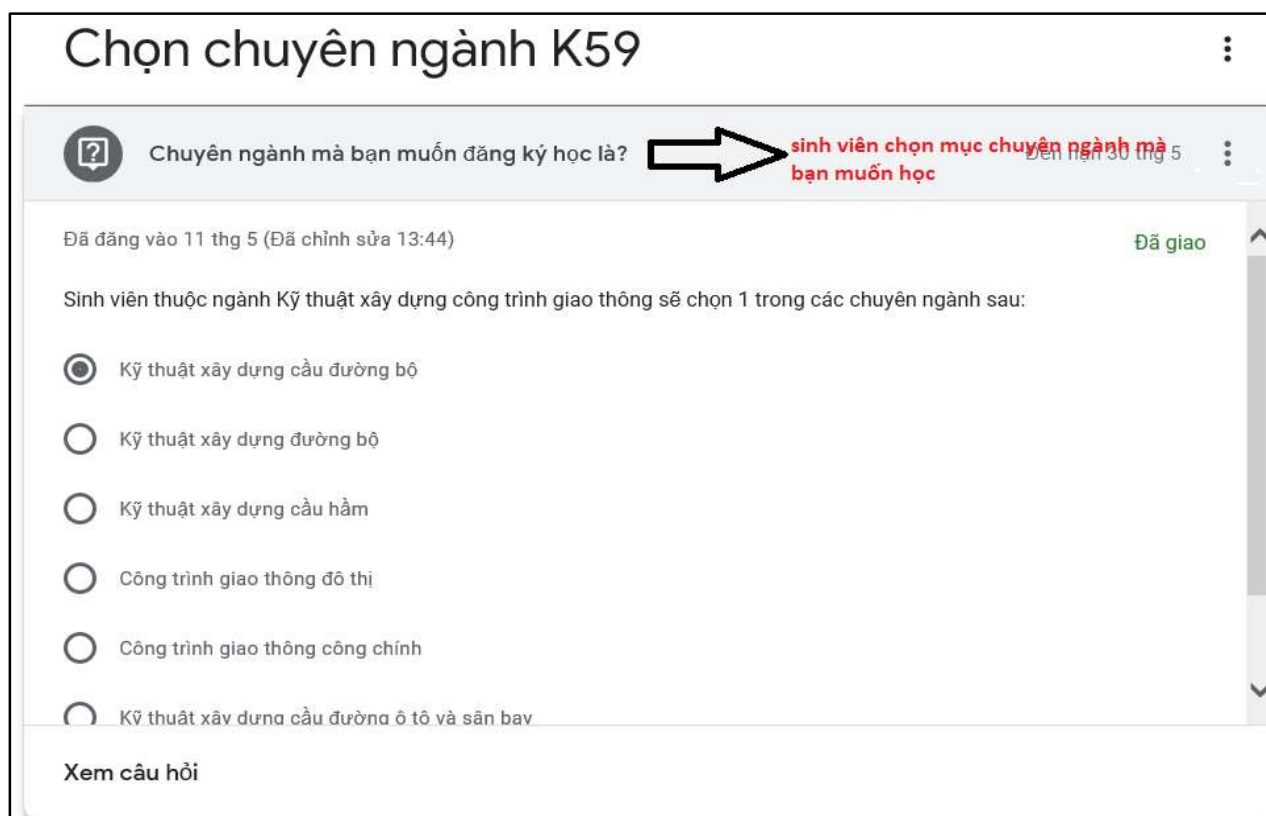 Chọn chuyên ngành K59
Chuyên ngành mà bạn muốn đăng ký học là?
sinh viên chọn mục chuyên ngành mà
bạn muốn học
Đến hạn 30 thg 5
Đã đăng vào 11 thg 5 (Đã chỉnh sửa 13:44)
Đã giao
Sinh viên thuộc ngành Kỹ thuật xây dựng công trình giao thông sẽ chọn 1 trong các chuyên ngành sau:
Kỹ thuật xây dựng cầu đường bộ
Kỹ thuật xây dựng đường bộ
Kỹ thuật xây dựng cầu hầm
Công trình giao thông đô thị
Công trình giao thông công chính
Kỹ thuật xây dựng cầu đường ô tô và sân bay
Xem câu hỏi